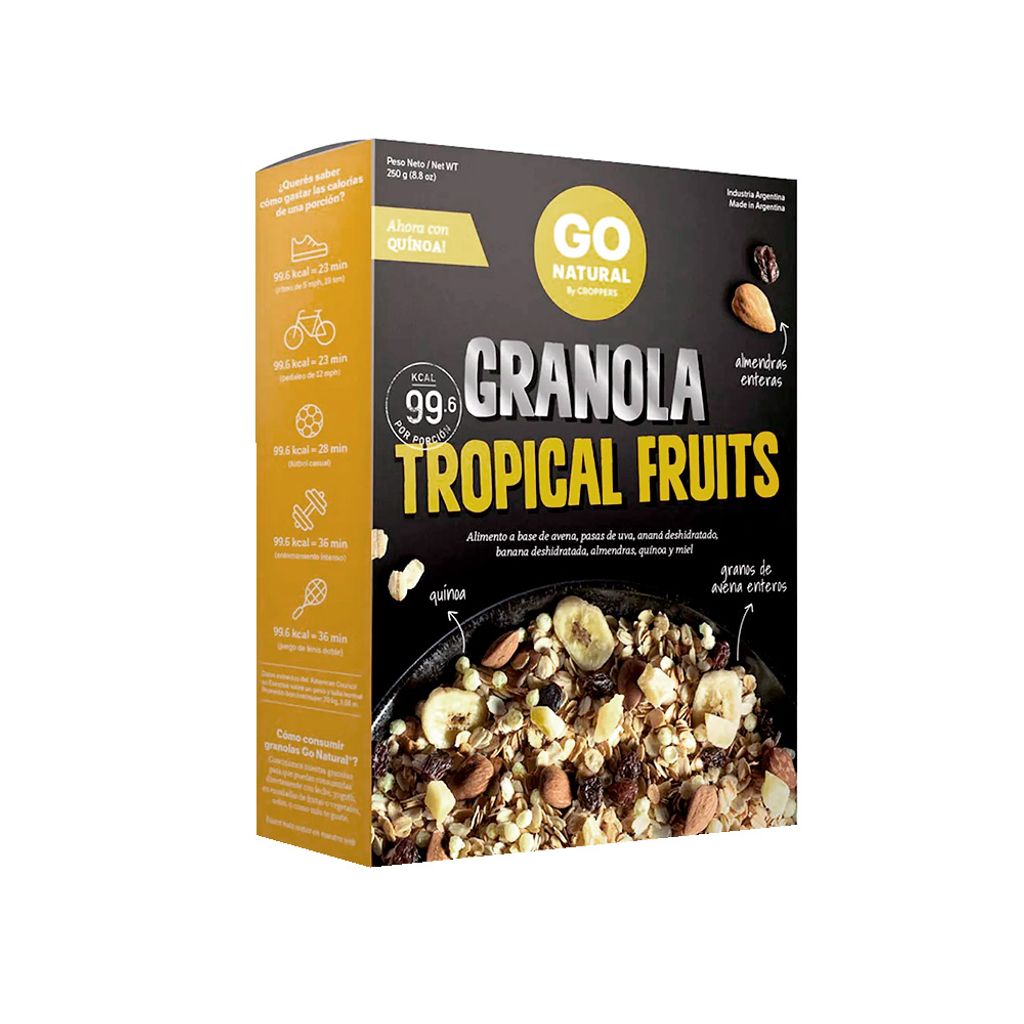 ¿Querés saber
cómo gastar las calorías
de una porción?
99.6 kcal = 23 min
99.6 kcal = 23 min
(pedaleo de 12 mph)
99.6 kcal = 28 min
(fútbol casual)
99.6 kcal = 36 min
(entrenamiento intenso)
99.6 kcal = 36 min
(juego de tenis doble)
Cómo consumir
granolas Go Natural®?
Peso Neto / Net WT
250 g (8.8 oz)
Industria Argentina
Made in Argentina
Ahora con
QUÍNOA!
GO
NATURAL
By CROPPERS
almendras
enteras
KCAL
99.6
POR PORCIÓN
GRANOLA
TROPICAL FRUITS
Alimento a base de avena, pasas de uva, ananá deshidratado,
banana deshidratada, almendras, quínoa y miel
quínoa
granos de
avena enteros